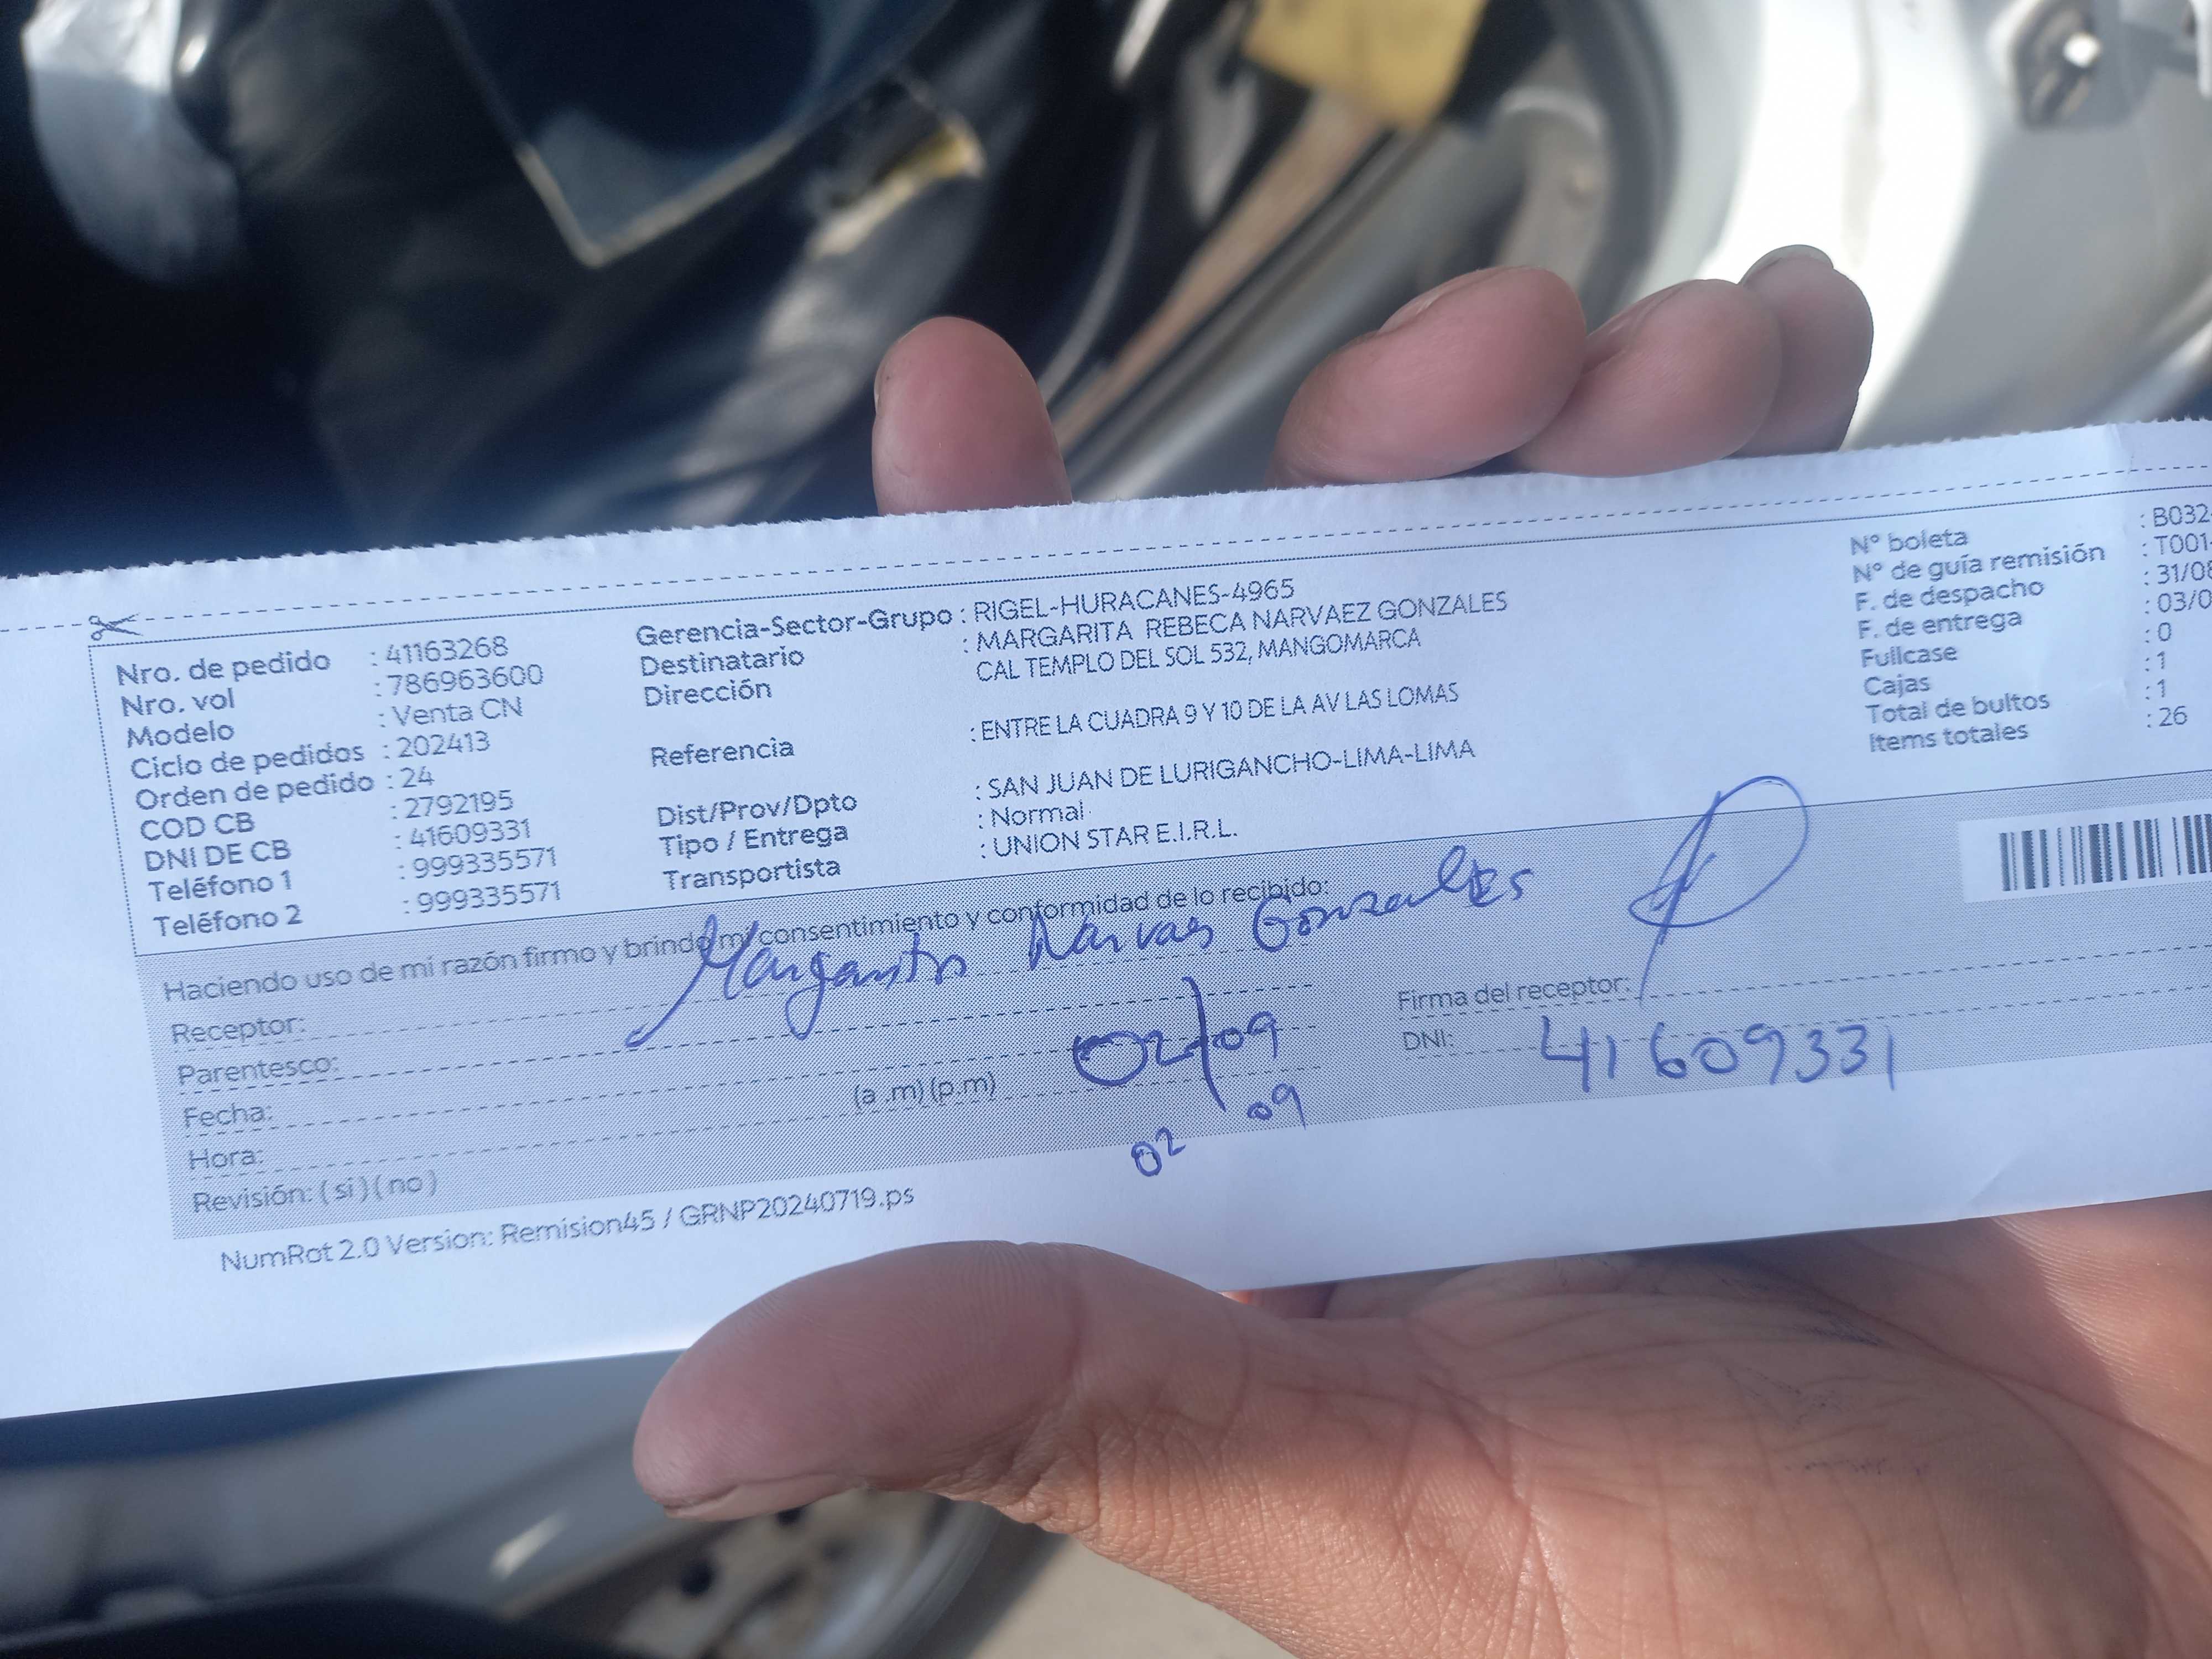 Nro. de pedido : 41163268
Nro. vol : 786963600
Modelo : Venta CN
Ciclo de pedidos : 202413
Orden de pedido : 24
COD CB : 2792195
DNI DE CB : 41609331
Teléfono 1 : 999335571
Teléfono 2 : 999335571
Gerencia-Sector-Grupo : RIGEL-HURACANES-4965
Destinatario : MARGARITA REBECA NARVAEZ GONZALES
Dirección CAL TEMPLO DEL SOL 532, MANGOMARCA
Referencia : ENTRE LA CUADRA 9 Y 10 DE LA AV LAS LOMAS
Dist/Prov/Dpto : SAN JUAN DE LURIGANCHO-LIMA-LIMA
Tipo / Entrega : Normal
Transportista : UNION STAR E.I.R.L.
N° boleta : B032-
N° de guía remisión : T001-
F. de despacho : 31/08
F. de entrega : 03/0
Fullcase : 0
Cajas : 1
Total de bultos : 1
Items totales : 26
Haciendo uso de mi razón firmo y brindo mi consentimiento y conformidad de lo recibido:
Receptor: Margarita Narvaes Gonzales
Parentesco:
Fecha: 02/09
Hora: (a .m) (p.m) 02 09
Revisión: ( si ) ( no )
Firma del receptor:
DNI: 41609331
NumRot 2.0 Version: Remision45 / GRNP20240719.ps